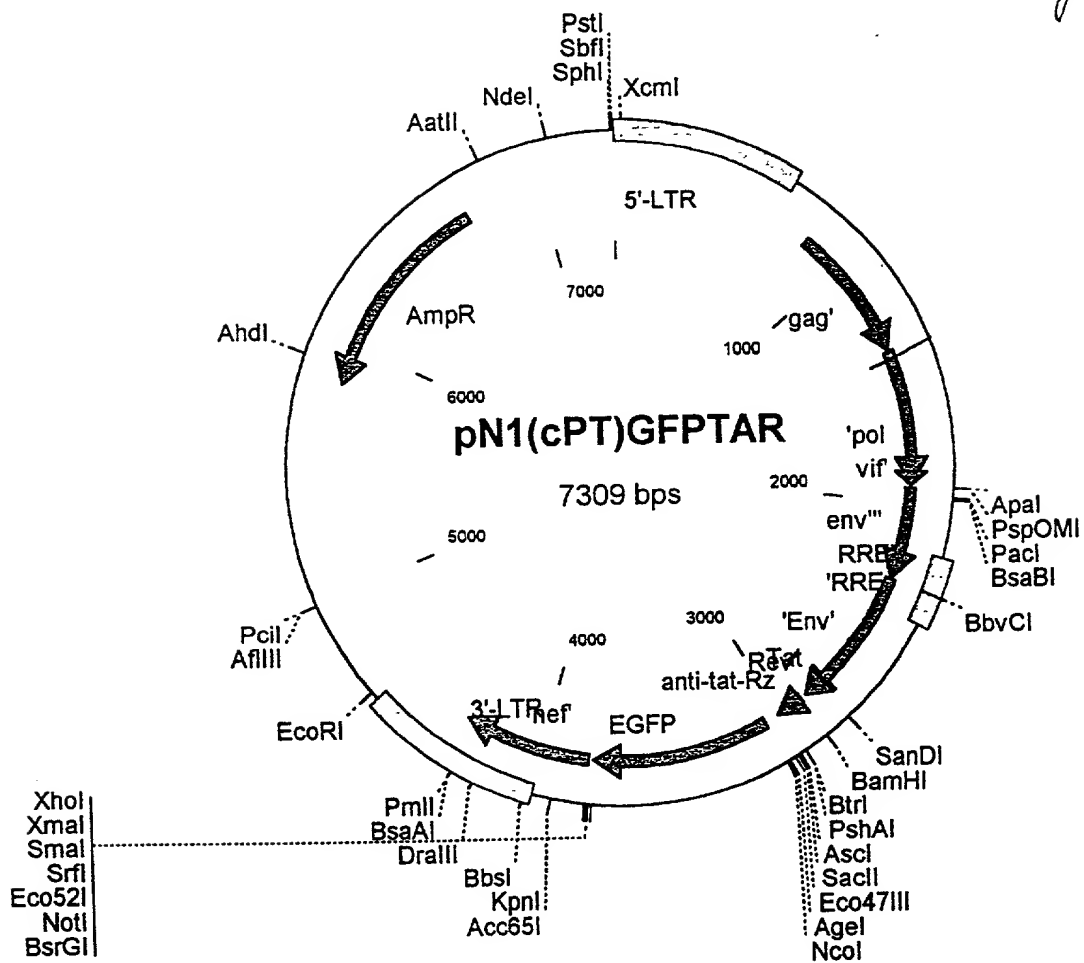 PstI
SbfI
SphI
XcmI
NdeI
AatII
5'-LTR
7000
AmpR
gag'
1000
AhdI
6000
pN1(cPT)GFPTAR
7309 bps
'pol
vif'
2000
env'''
ApaI
PspOMI
PacI
BsaBI
5000
RRE
'RRE
'Env'
BbvCI
3000
Tat
anti-tat-Rz
4000
PciI
AflIII
3'-LTR
nef'
EGFP
EcoRI
SanDI
BamHI
XhoI
XmaI
SmaI
SrfI
Eco52I
NotI
BsrGI
PmlI
BsaAI
DraIII
BbsI
KpnI
Acc65I
BtrI
PshAI
AscI
SacII
Eco47III
AgeI
NcoI